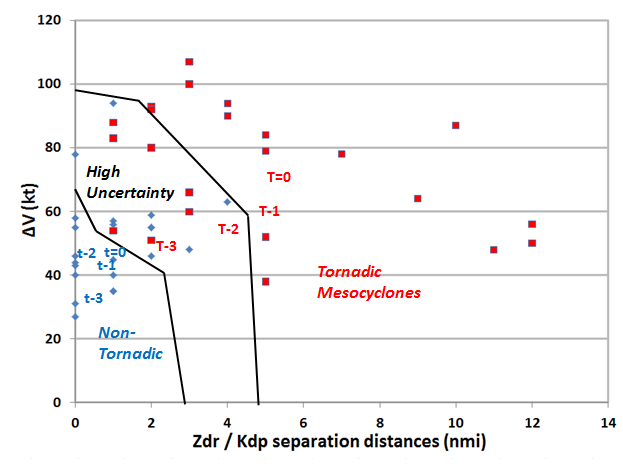 120
100
80
60
40
20
0
ΔV (kt)
High
Uncertainty
T=0
T-1
T-2
T-3
t-2 t=0
t-1
t-3
Tornadic
Mesocyclones
Non-
Tornadic
0 2 4 6 8 10 12 14
Zdr / Kdp separation distances (nmi)